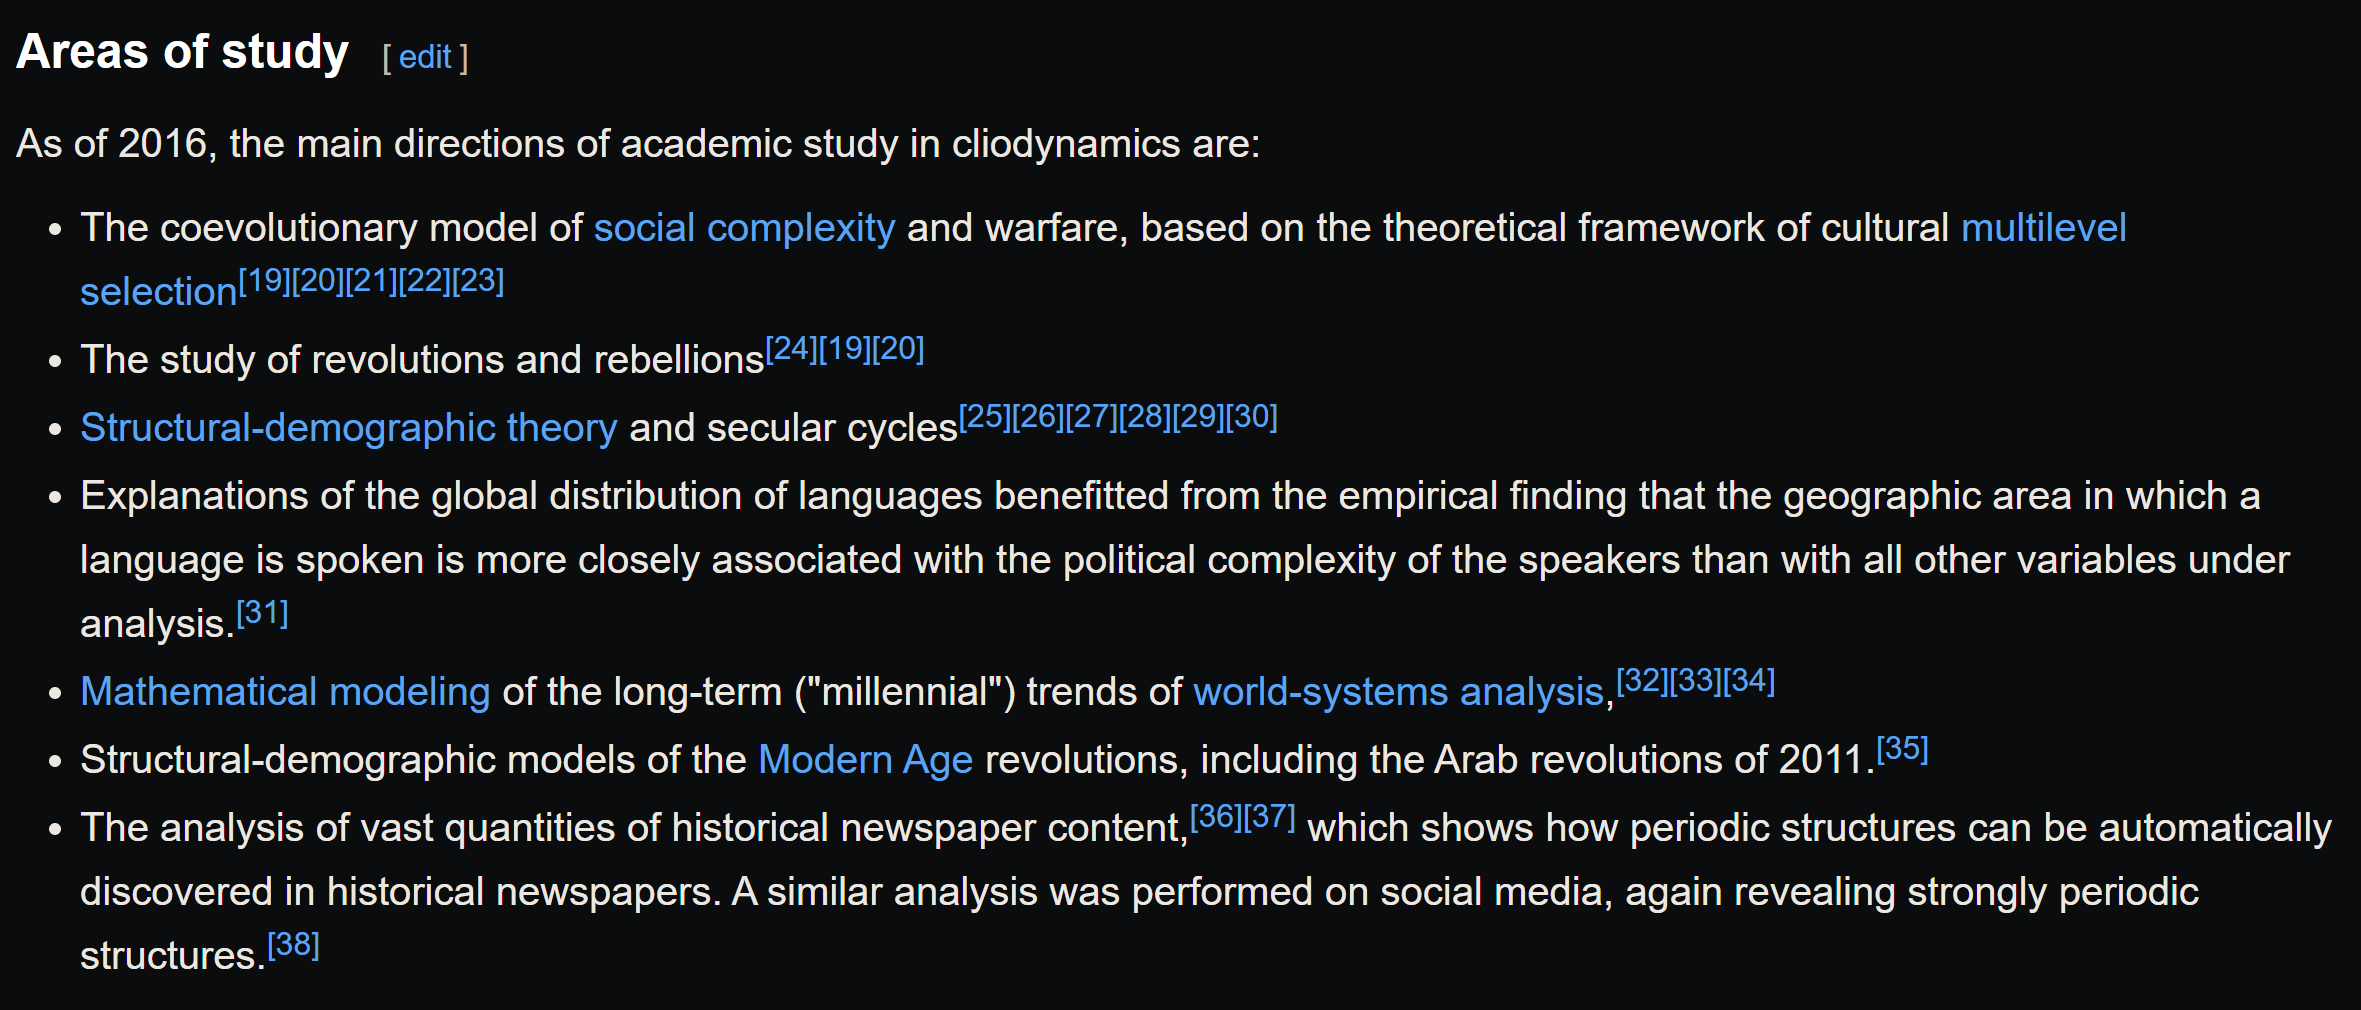 Areas of study [ edit ]
As of 2016, the main directions of academic study in cliodynamics are:
• The coevolutionary model of social complexity and warfare, based on the theoretical framework of cultural multilevel
selection[19][20][21][22][23]
• The study of revolutions and rebellions[24][19][20]
• Structural-demographic theory and secular cycles[25][26][27][28][29][30]
• Explanations of the global distribution of languages benefitted from the empirical finding that the geographic area in which a
language is spoken is more closely associated with the political complexity of the speakers than with all other variables under
analysis.[31]
• Mathematical modeling of the long-term ("millennial") trends of world-systems analysis,[32][33][34]
• Structural-demographic models of the Modern Age revolutions, including the Arab revolutions of 2011.[35]
• The analysis of vast quantities of historical newspaper content,[36][37] which shows how periodic structures can be automatically
discovered in historical newspapers. A similar analysis was performed on social media, again revealing strongly periodic
structures.[38]